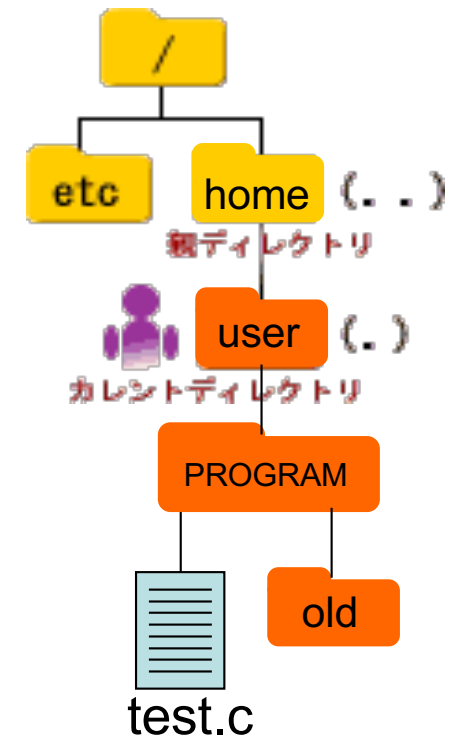 /
etc
home (..)
親ディレクトリ
user (.)
カレントディレクトリ
PROGRAM
old
test.c